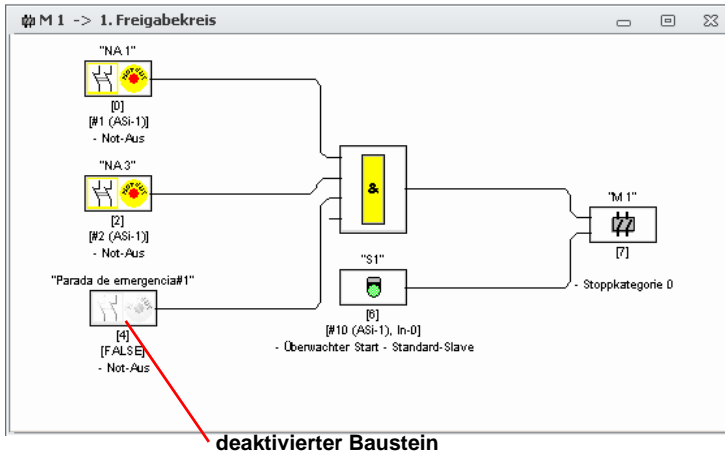 M 1 -> 1. Freigabekreis
"NA 1"
[0]
[#1 (ASi-1)]
- Not-Aus
"NA 3"
[2]
[#2 (ASi-1)]
- Not-Aus
"Parada de emergencia#1"
[4]
[FALSE]
- Not-Aus
&
"S1"
[6]
[#10 (ASi-1), In-0]
- Überwachter Start - Standard-Slave
"M 1"
[7]
- Stoppkategorie 0
deaktivierter Baustein